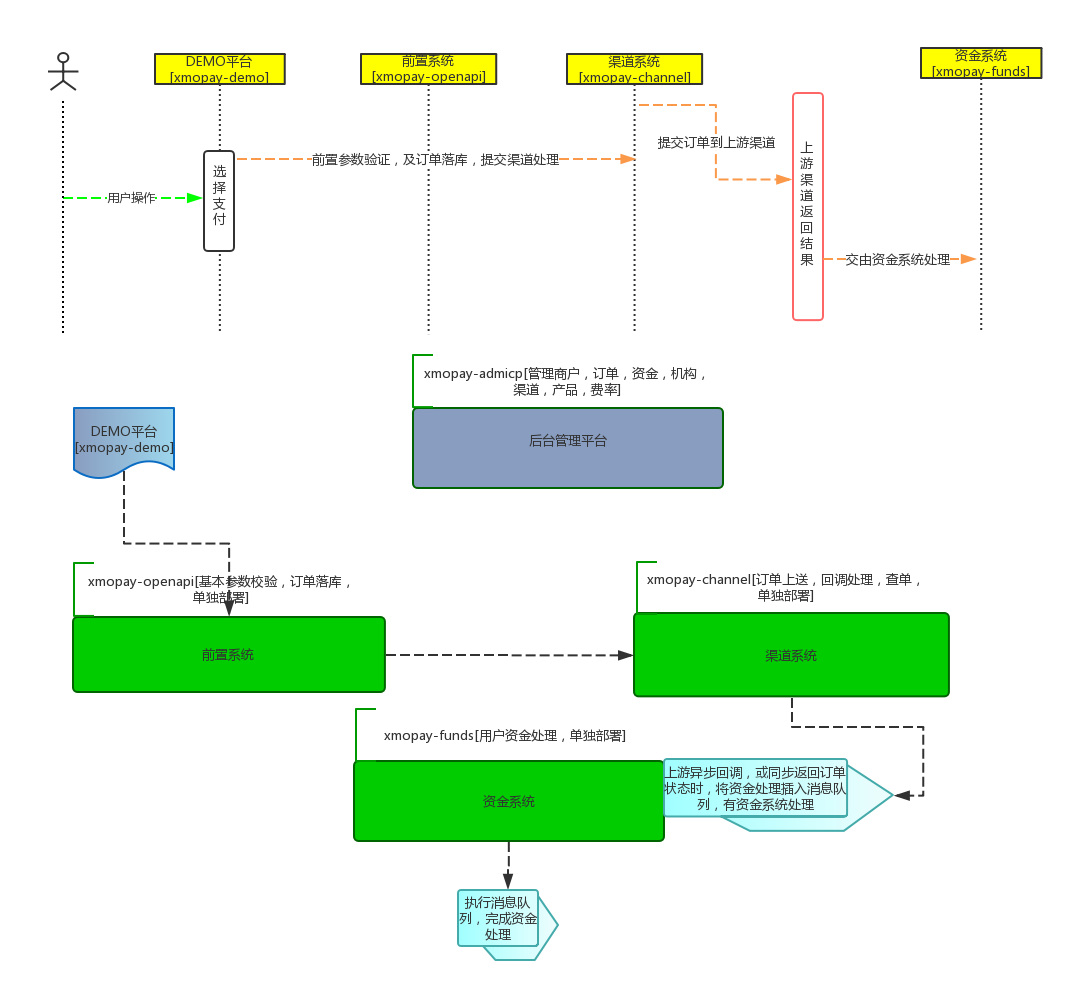 DEMO平台
[xmopay-demo]
前置系统
[xmopay-openapi]
渠道系统
[xmopay-channel]
资金系统
[xmopay-funds]
提交订单到上游渠道
前置参数验证，及订单落库，提交渠道处理
选
择
支
付
用户操作
上
游
渠
道
返
回
结
果
交由资金系统处理
xmopay-admicp[管理商户，订单，资金，机构，
渠道，产品，费率]
后台管理平台
DEMO平台
[xmopay-demo]
xmopay-openapi[基本参数校验，订单落库，
单独部署]
前置系统
xmopay-channel[订单上送，回调处理，查单，
单独部署]
渠道系统
xmopay-funds[用户资金处理，单独部署]
资金系统
上游异步回调，或同步返回订单
状态时，将资金处理插入消息队
列，有资金系统处理
执行消息队
列，完成资金
处理